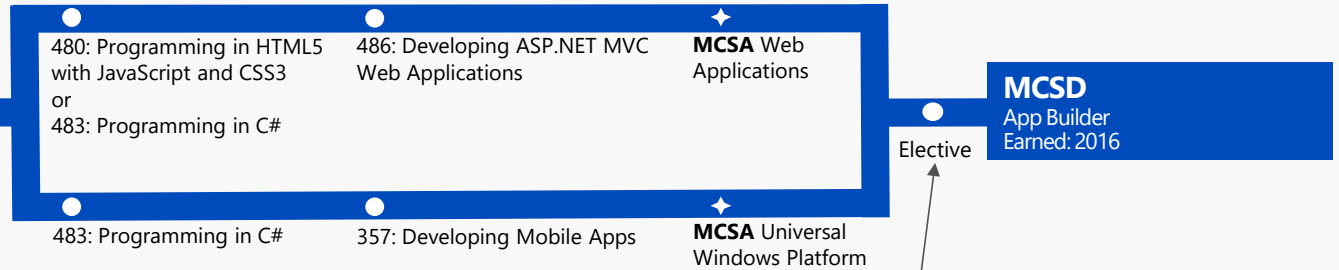 480: Programming in HTML5
with JavaScript and CSS3
or
483: Programming in C#
486: Developing ASP.NET MVC
Web Applications
MCSA Web
Applications
Elective
MCSD
App Builder
Earned: 2016
483: Programming in C#
357: Developing Mobile Apps
MCSA Universal
Windows Platform